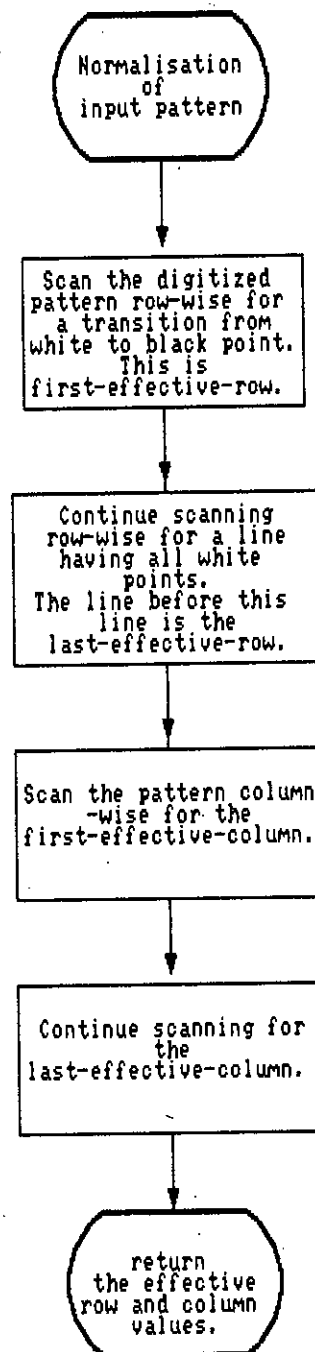 Normalisation
of
input pattern
Scan the digitized
pattern row-wise for
a transition from
white to black point.
This is
first-effective-row.
Continue scanning
row-wise for a line
having all white
points.
The line before this
line is the
last-effective-row.
Scan the pattern column
-wise for the
first-effective-column.
Continue scanning for
the
last-effective-column.
return
the effective
row and column
values.